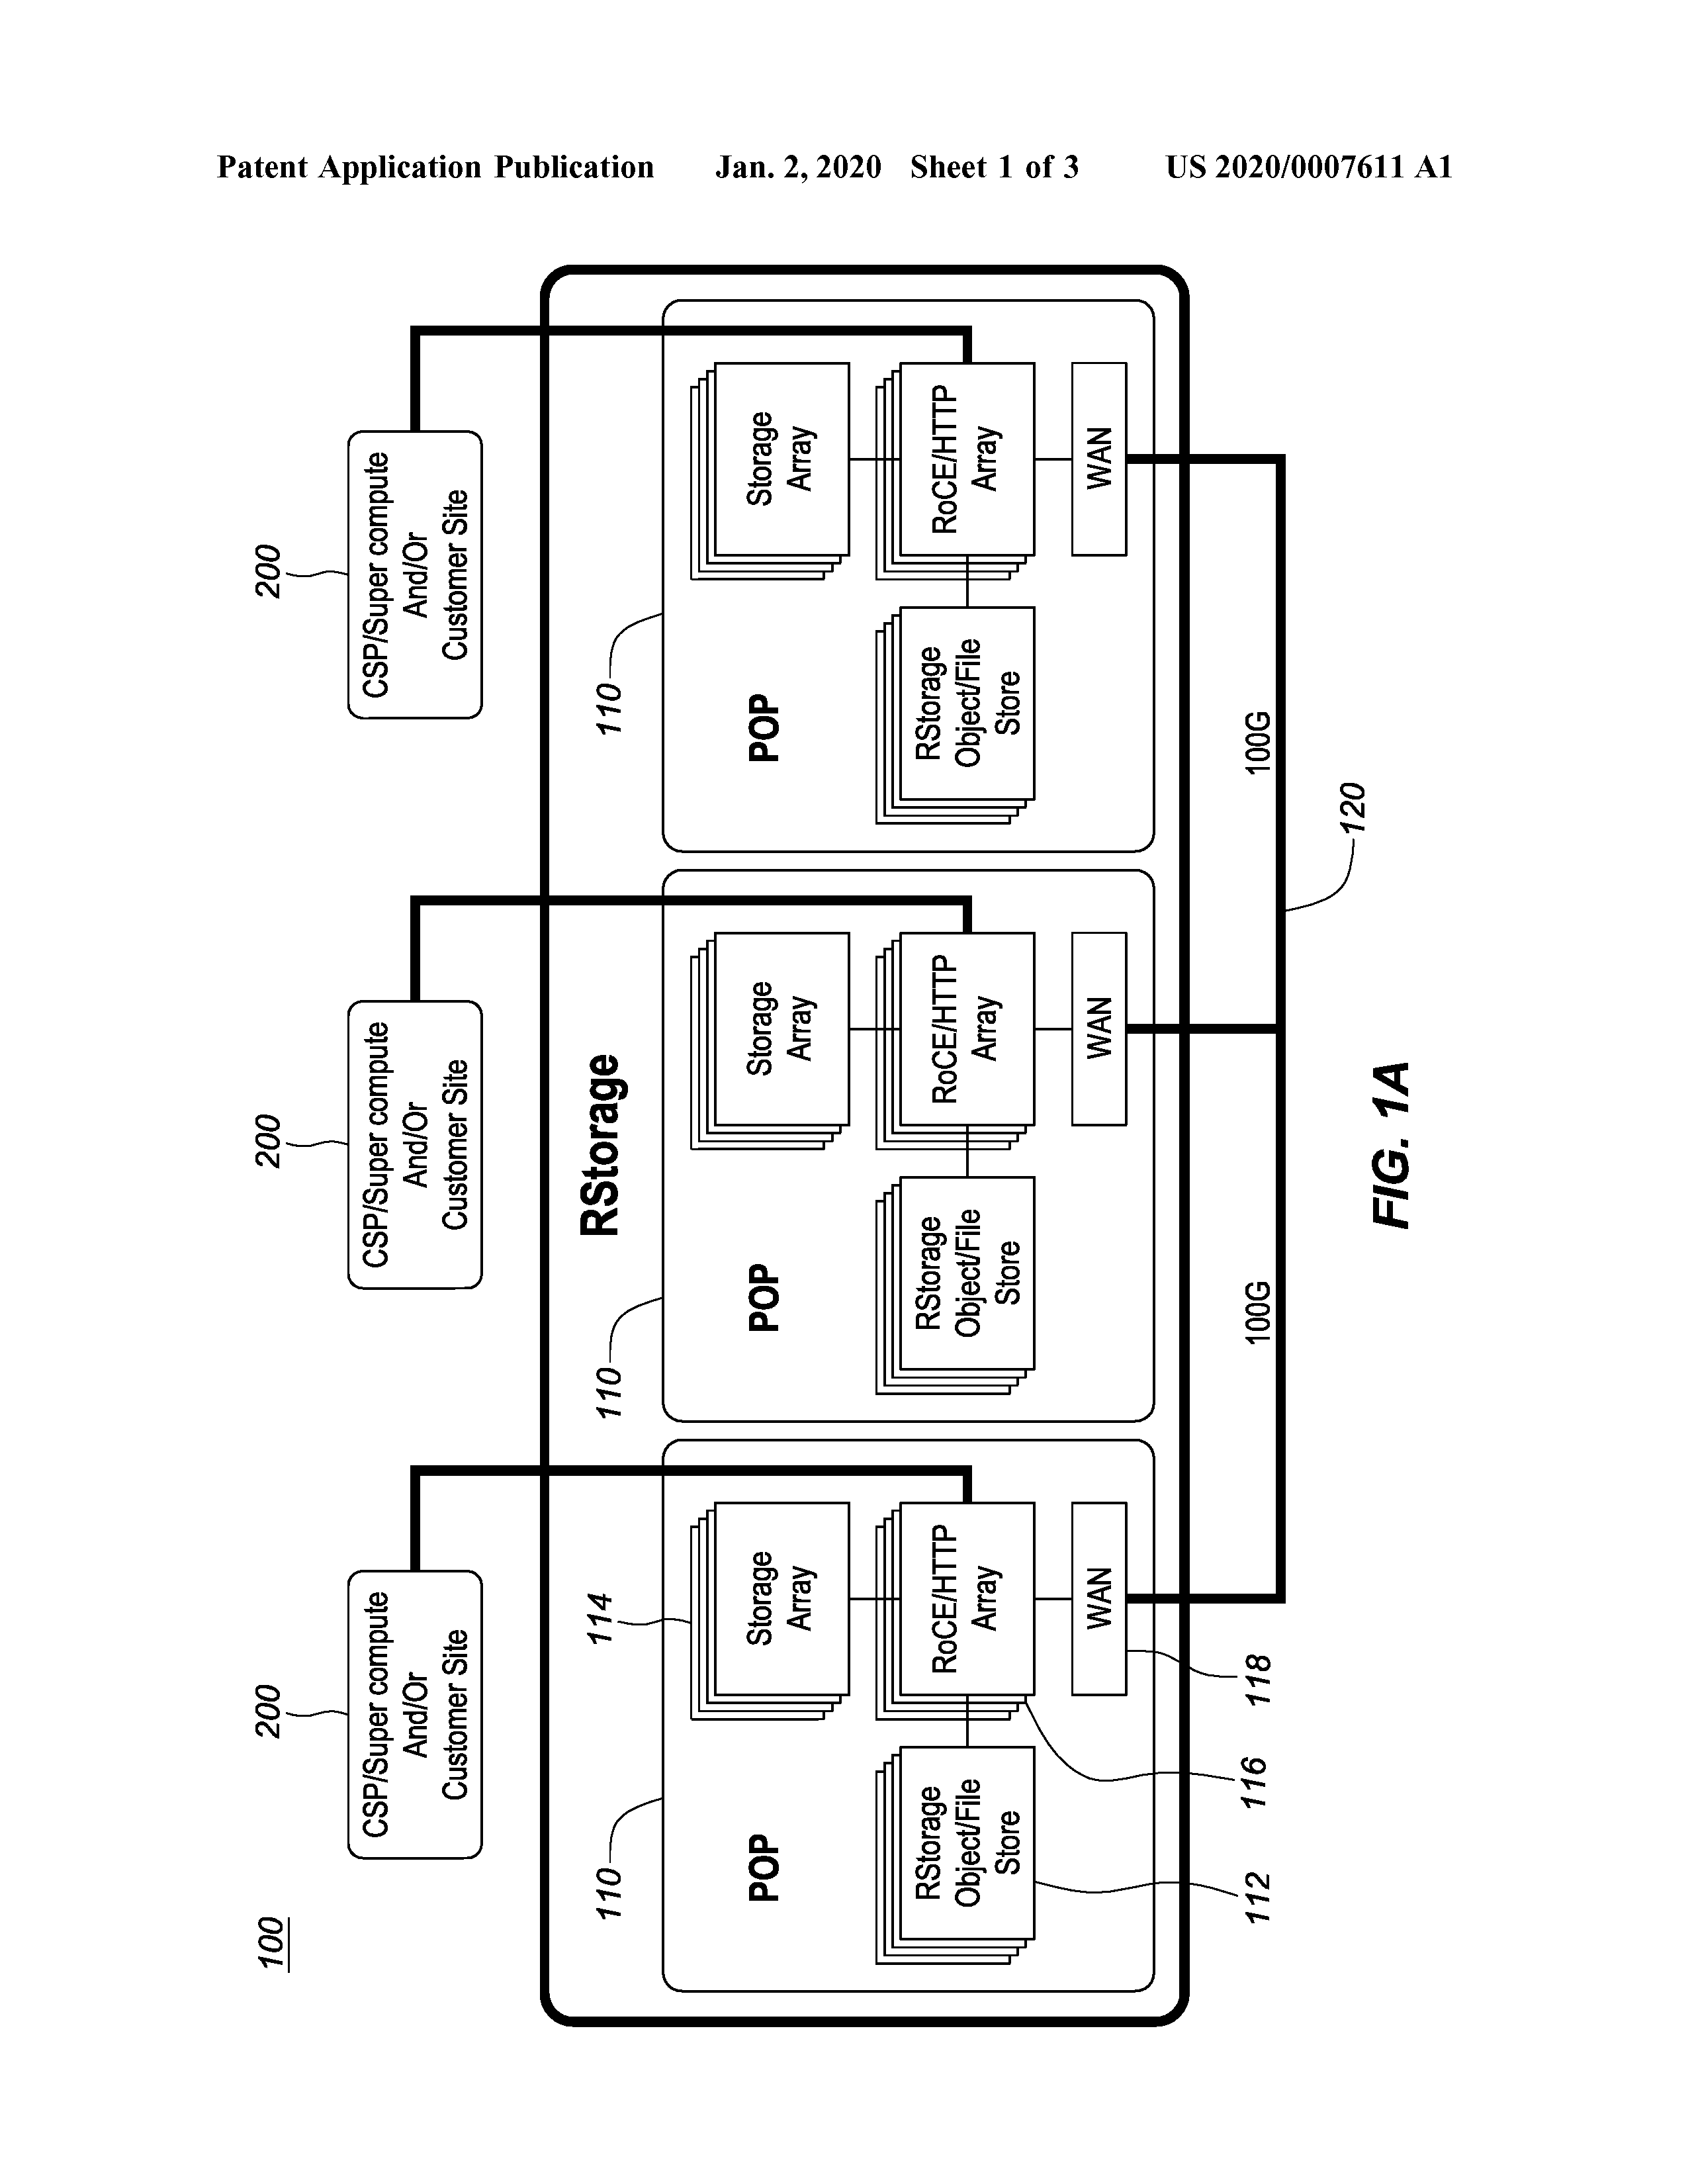 Patent Application Publication Jan. 2, 2020 Sheet 1 of 3 US 2020/0007611 A1
100
200
200
200
CSP/Super compute
And/Or
Customer Site
CSP/Super compute
And/Or
Customer Site
CSP/Super compute
And/Or
Customer Site
RStorage
110
114
110
110
POP
Storage
Array
RStorage
Object/File
Store
RoCE/HTTP
Array
WAN
POP
Storage
Array
RStorage
Object/File
Store
RoCE/HTTP
Array
WAN
POP
Storage
Array
RStorage
Object/File
Store
RoCE/HTTP
Array
WAN
112
116
118
100G
100G
120
FIG. 1A